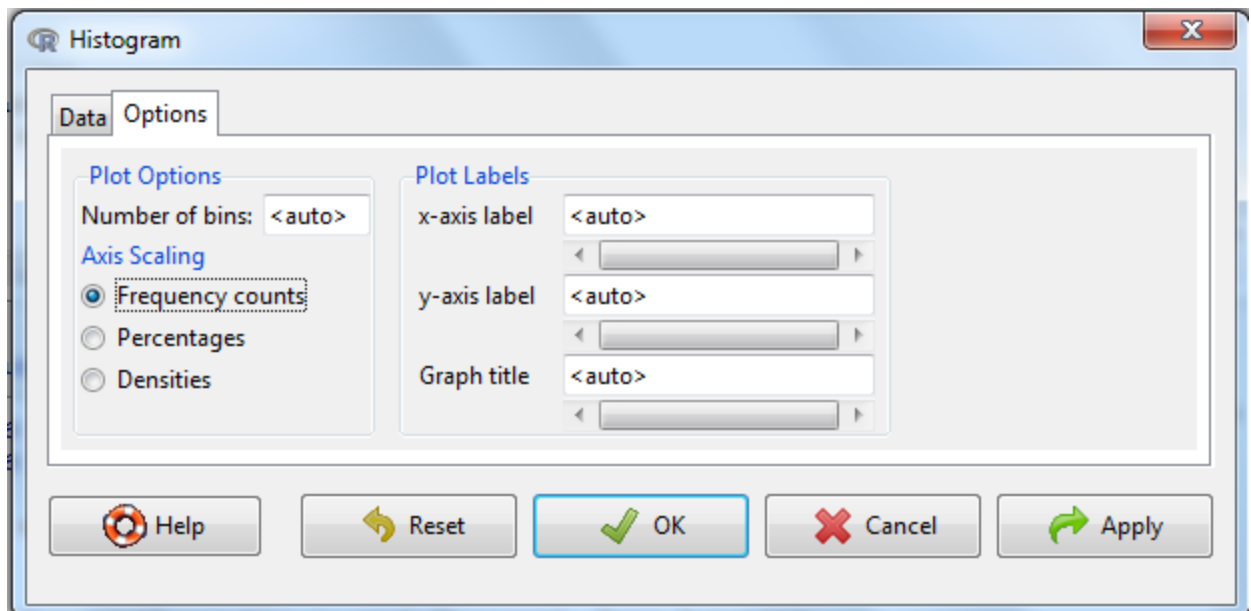 Histogram
Data Options
Plot Options
Number of bins: <auto>
Axis Scaling
Frequency counts
Percentages
Densities
Plot Labels
x-axis label <auto>
y-axis label <auto>
Graph title <auto>
Help Reset OK Cancel Apply